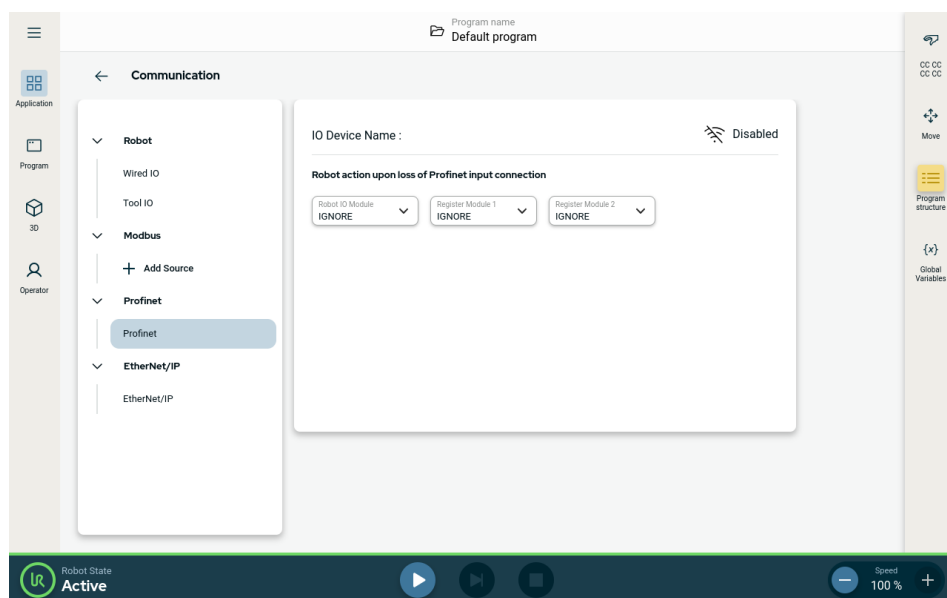 Program name
Default program
Application
Program
3D
Operator
Communication
Robot
Wired IO
Tool IO
Modbus
Add Source
Profinet
Profinet
EtherNet/IP
EtherNet/IP
IO Device Name :
Disabled
Robot action upon loss of Profinet input connection
Robot IO Module
IGNORE
Register Module 1
IGNORE
Register Module 2
IGNORE
CC CC
CC CC
Move
Program
structure
{x}
Global
Variables
UR
Robot State
Active
Speed
100 %